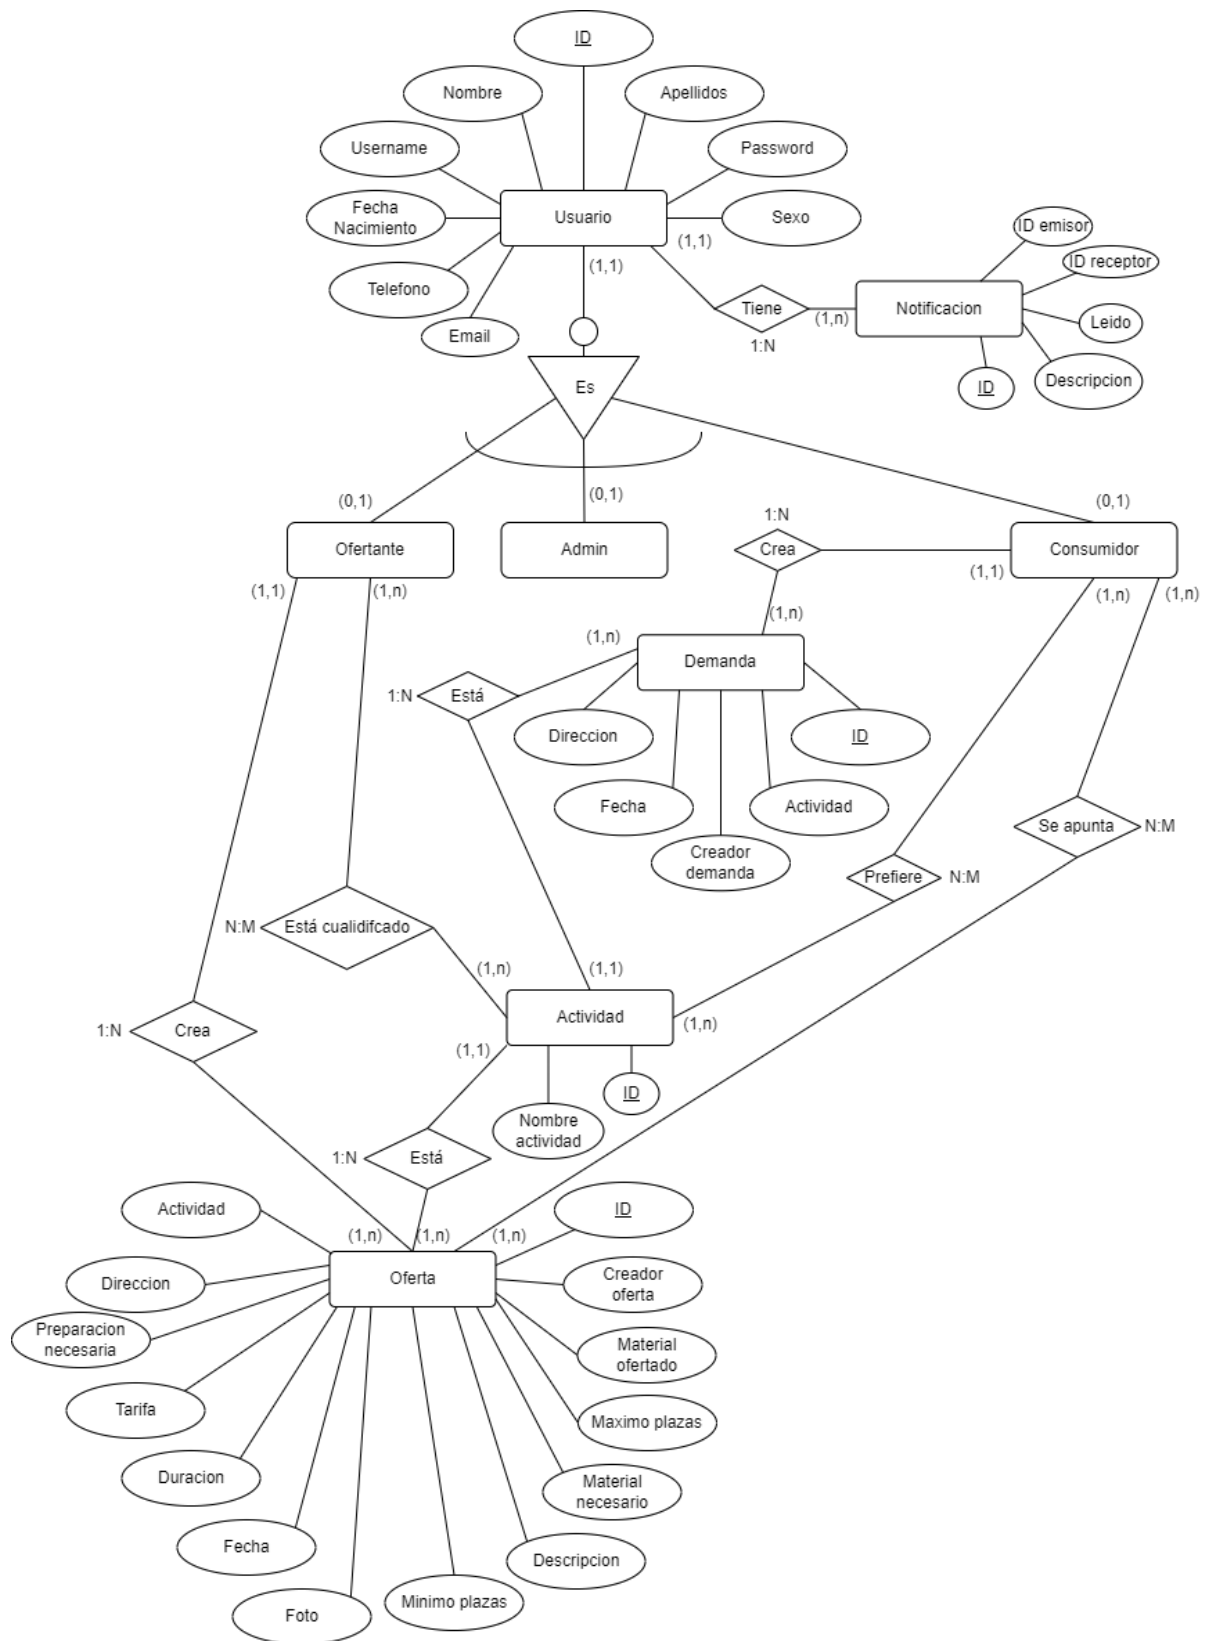 ID
Nombre
Apellidos
Username
Password
Fecha
Nacimiento
Usuario
Sexo
(1,1)
(1,1)
Telefono
Email
ID emisor
ID receptor
Tiene
(1,n)
1:N
Notificacion
Leido
Descripcion
ID
Es
(0,1)
(0,1)
(0,1)
Ofertante
Admin
1:N
Crea
(1,1)
Consumidor
(1,1)
(1,n)
(1,n)
(1,n)
(1,n)
(1,n)
Demanda
1:N
Está
Direccion
ID
Fecha
Actividad
Creador
demanda
Se apunta
N:M
Prefiere
N:M
N:M
Está cualidifcado
(1,n)
(1,1)
Actividad
(1,n)
1:N
Crea
(1,1)
ID
Nombre
actividad
1:N
Está
Actividad
ID
(1,n)
(1,n)
(1,n)
Direccion
Oferta
Creador
oferta
Preparacion
necesaria
Material
ofertado
Tarifa
Maximo plazas
Duracion
Material
necesario
Fecha
Descripcion
Foto
Minimo plazas